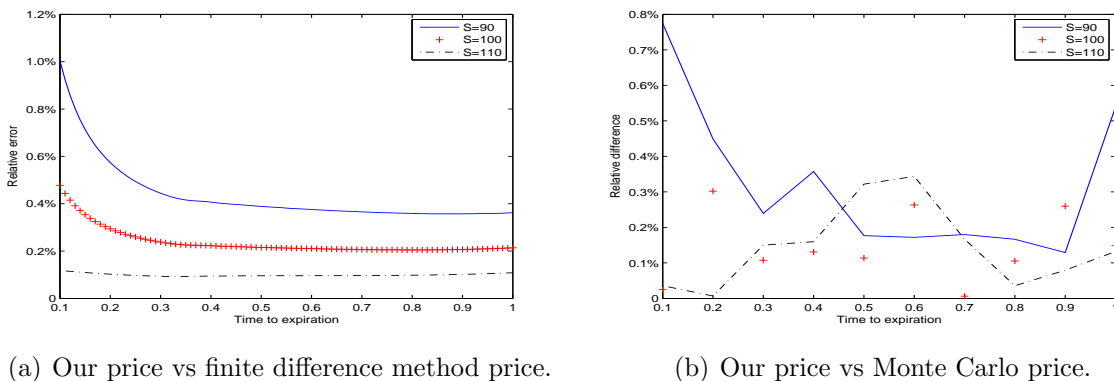 1.2%
1.0%
0.8%
0.6%
0.4%
0.2%
0
Relative error
0.1 0.2 0.3 0.4 0.5 0.6 0.7 0.8 0.9 1
Time to expiration
S=90
S=100
S=110
(a) Our price vs finite difference method price.
0.8%
0.7%
0.6%
0.5%
0.4%
0.3%
0.2%
0.1%
0%
Relative difference
0.1 0.2 0.3 0.4 0.5 0.6 0.7 0.8 0.9 1
Time to expiration
S=90
S=100
S=110
(b) Our price vs Monte Carlo price.